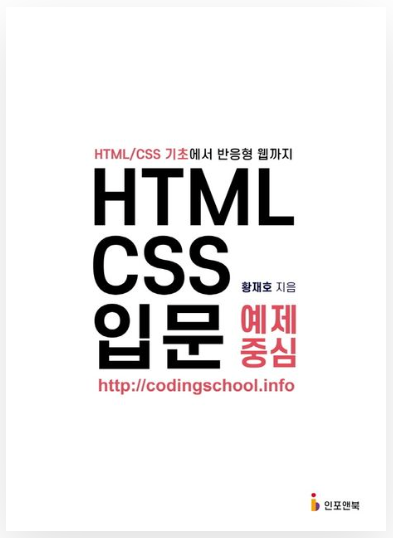 HTML/CSS 기초에서 반응형 웹까지
HTML
CSS
황재호 지음
입문
예제
중심
http://codingschool.info
인포앤북